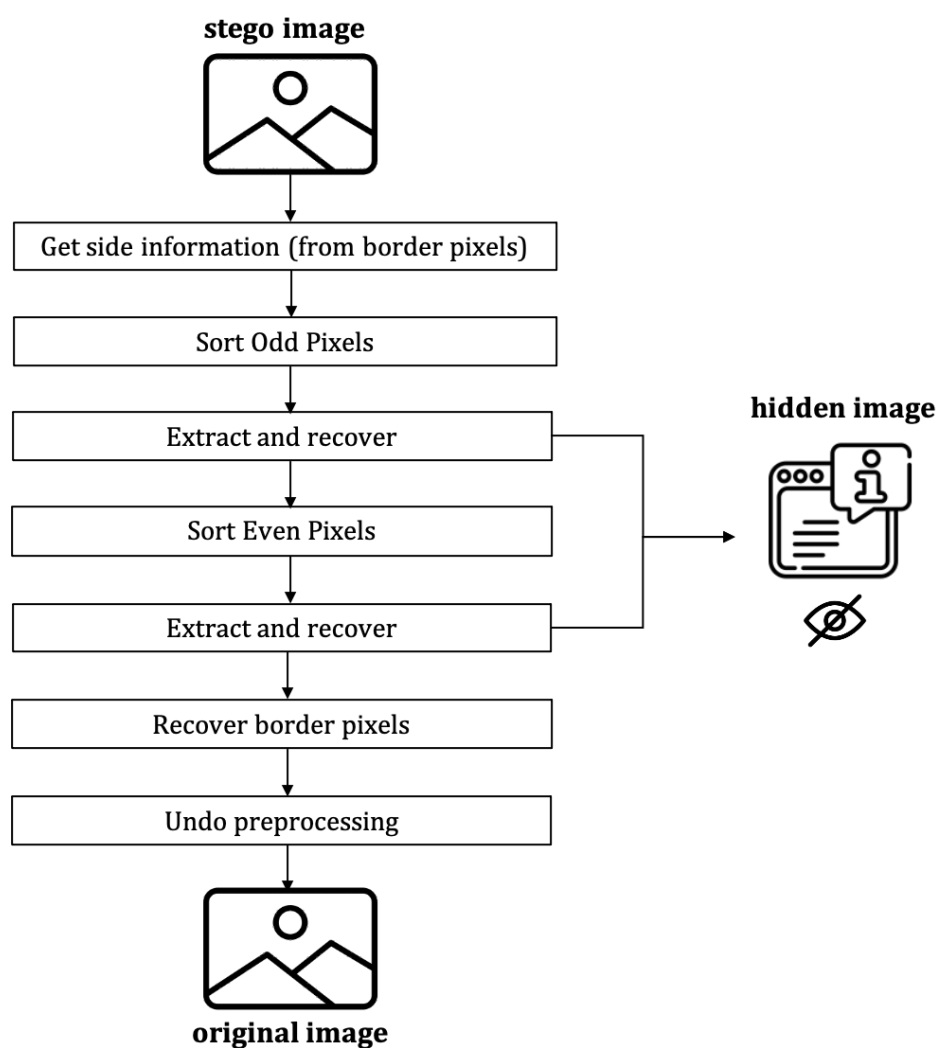 stego image
Get side information (from border pixels)
Sort Odd Pixels
Extract and recover
hidden image
Sort Even Pixels
Extract and recover
Recover border pixels
Undo preprocessing
original image